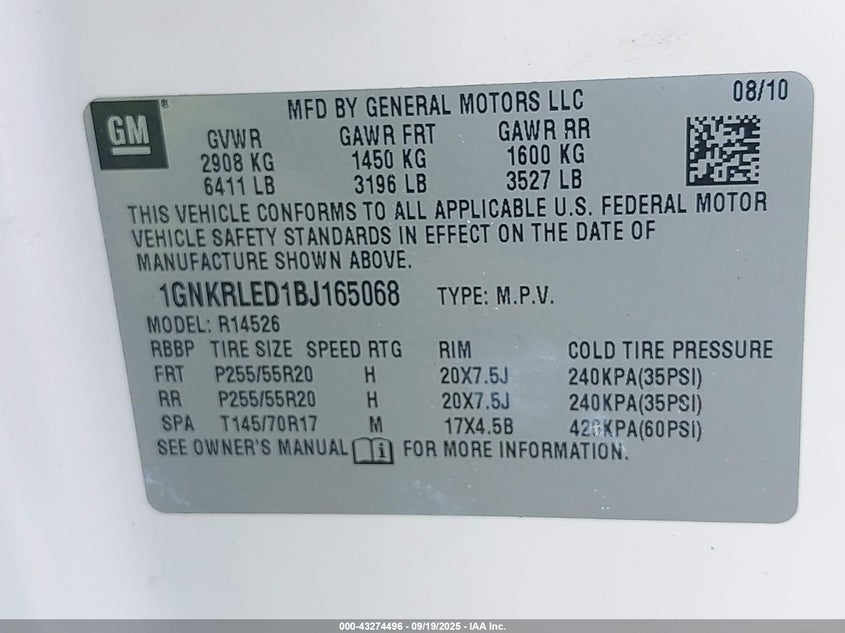 GM ®
MFD BY GENERAL MOTORS LLC 08/10
GVWR GAWR FRT GAWR RR
2908 KG 1450 KG 1600 KG
6411 LB 3196 LB 3527 LB
THIS VEHICLE CONFORMS TO ALL APPLICABLE U.S. FEDERAL MOTOR
VEHICLE SAFETY STANDARDS IN EFFECT ON THE DATE OF
MANUFACTURE SHOWN ABOVE.
1GNKRLED1BJ165068 TYPE: M.P.V.
MODEL: R14526
RBBP TIRE SIZE SPEED RTG RIM COLD TIRE PRESSURE
FRT P255/55R20 H 20X7.5J 240KPA(35PSI)
RR P255/55R20 H 20X7.5J 240KPA(35PSI)
SPA T145/70R17 M 17X4.5B 420KPA(60PSI)
SEE OWNER'S MANUAL i FOR MORE INFORMATION.
000-43274496 - 09/19/2025 - IAA Inc.